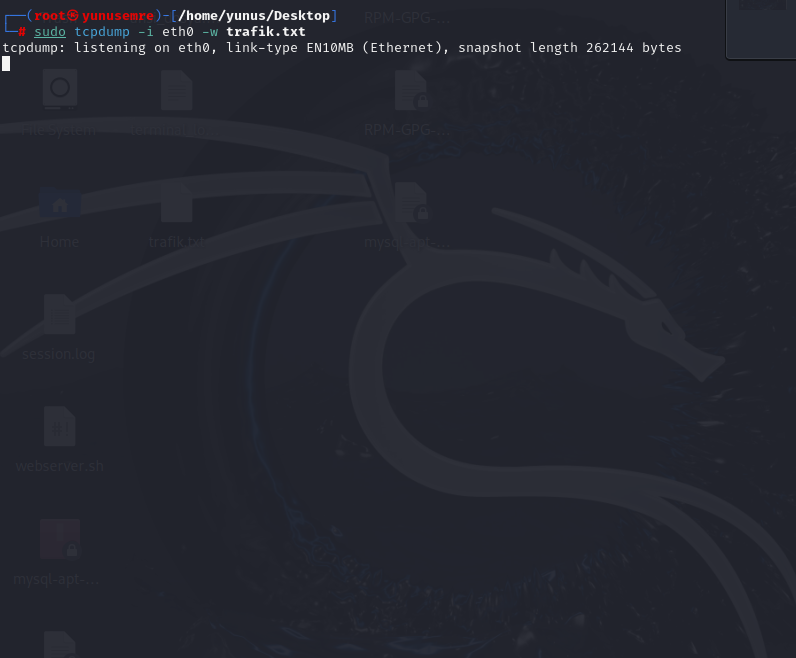 ┌──(root㉿yunusemre)-[/home/yunus/Desktop]
└─# sudo tcpdump -i eth0 -w trafik.txt
tcpdump: listening on eth0, link-type EN10MB (Ethernet), snapshot length 262144 bytes
RPM-GPG-...
File System
RPM-GPG-...
Home
trafik.txt
mysql-apt-...
session.log
webserver.sh
mysql-apt-...